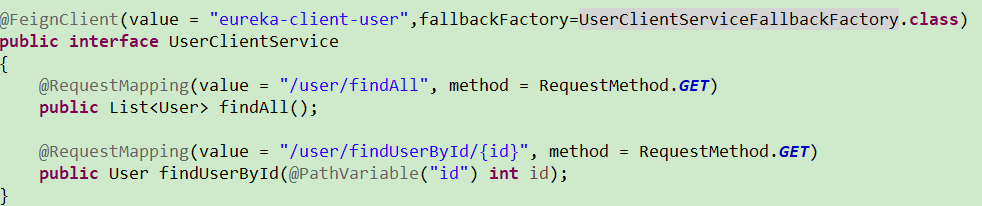 @FeignClient(value = "eureka-client-user",fallbackFactory=UserClientServiceFallbackFactory.class)
public interface UserClientService
{
    @RequestMapping(value = "/user/findAll", method = RequestMethod.GET)
    public List<User> findAll();

    @RequestMapping(value = "/user/findUserById/{id}", method = RequestMethod.GET)
    public User findUserById(@PathVariable("id") int id);
}